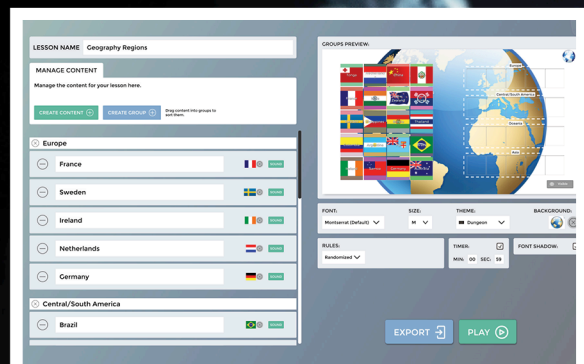 LESSON NAME Geography Regions
MANAGE CONTENT
Manage the content for your lesson here.
CREATE CONTENT
CREATE GROUP
Drag content into groups to
sort them.
Europe
France
Sweden
Ireland
Netherlands
Germany
Central/South America
Brazil
GROUPS PREVIEW:
Europe
Central/South America
Oceania
Asia
New
Zealand
Thailand
FONT:
Montserrat (Default)
SIZE:
M
THEME:
Dungeon
BACKGROUND:
RULES:
Randomized
TIMER:
MIN: 00 SEC: 59
FONT SHADOW:
EXPORT
PLAY